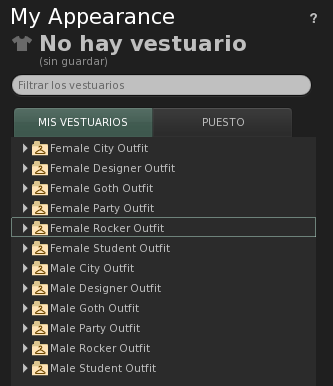 My Appearance ?
No hay vestuario
(sin guardar)
Filtrar los vestuarios
MIS VESTUARIOS PUESTO
Female City Outfit
Female Designer Outfit
Female Goth Outfit
Female Party Outfit
Female Rocker Outfit
Female Student Outfit
Male City Outfit
Male Designer Outfit
Male Goth Outfit
Male Party Outfit
Male Rocker Outfit
Male Student Outfit